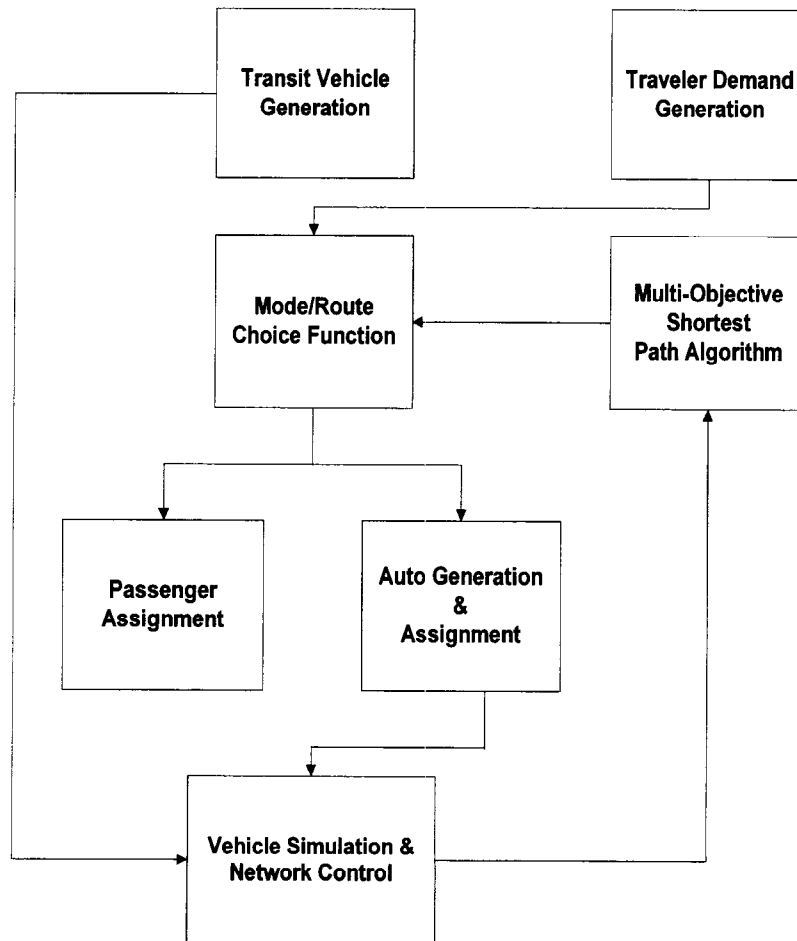 Transit Vehicle
Generation
Traveler Demand
Generation
Mode/Route
Choice Function
Multi-Objective
Shortest
Path Algorithm
Passenger
Assignment
Auto Generation
&
Assignment
Vehicle Simulation &
Network Control